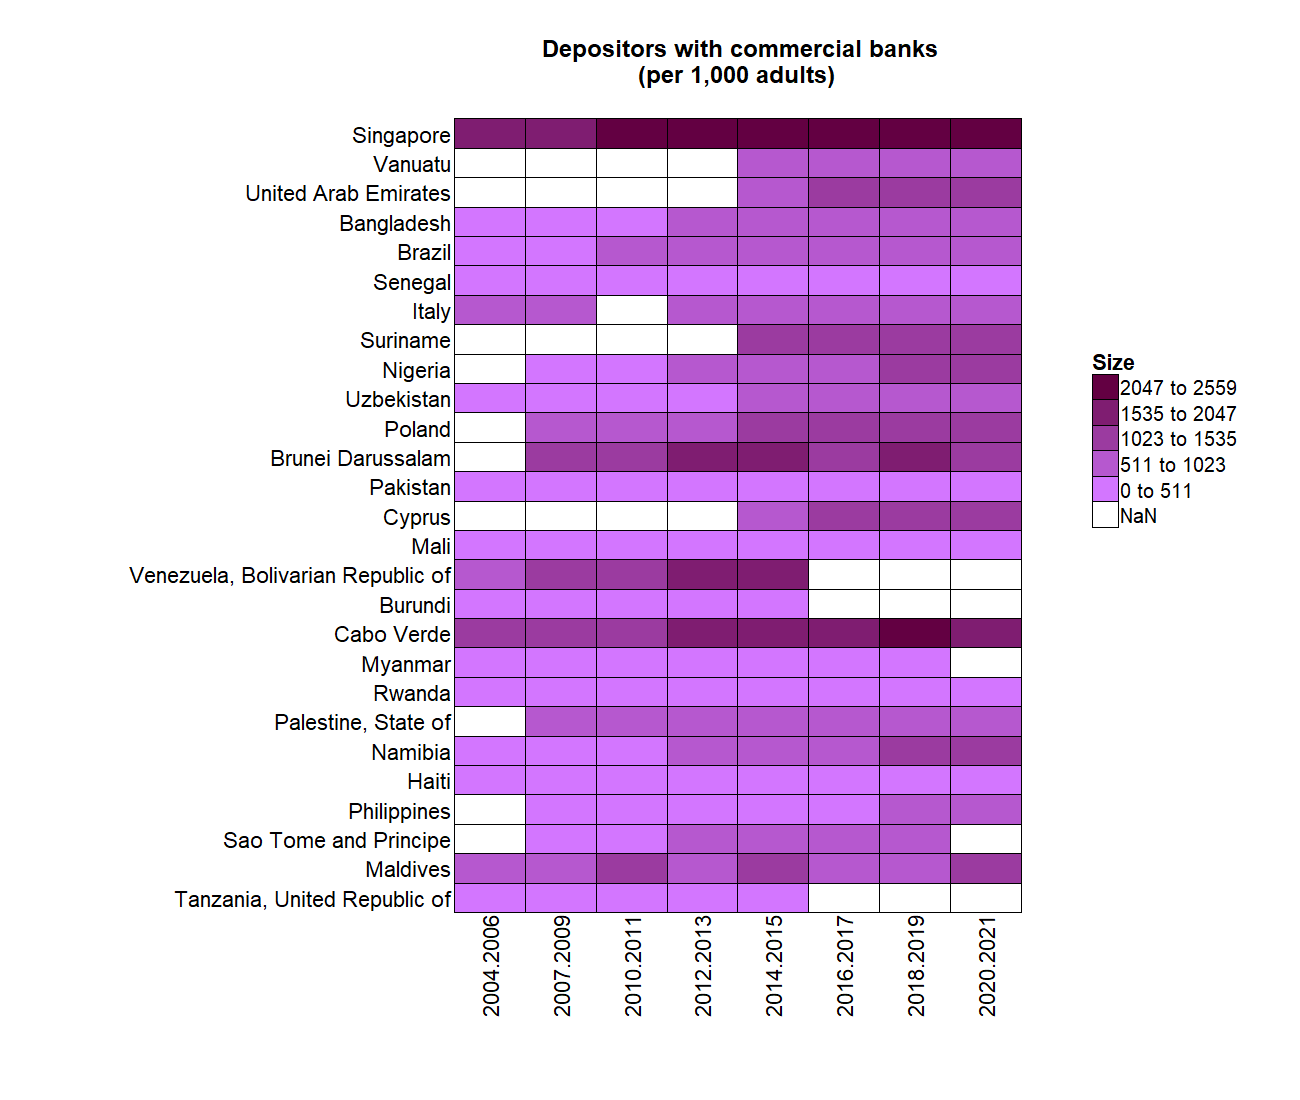 Depositors with commercial banks
(per 1,000 adults)
Singapore
Vanuatu
United Arab Emirates
Bangladesh
Brazil
Senegal
Italy
Suriname
Nigeria
Uzbekistan
Poland
Brunei Darussalam
Pakistan
Cyprus
Mali
Venezuela, Bolivarian Republic of
Burundi
Cabo Verde
Myanmar
Rwanda
Palestine, State of
Namibia
Haiti
Philippines
Sao Tome and Principe
Maldives
Tanzania, United Republic of
2004.2006
2007.2009
2010.2011
2012.2013
2014.2015
2016.2017
2018.2019
2020.2021
Size
2047 to 2559
1535 to 2047
1023 to 1535
511 to 1023
0 to 511
NaN